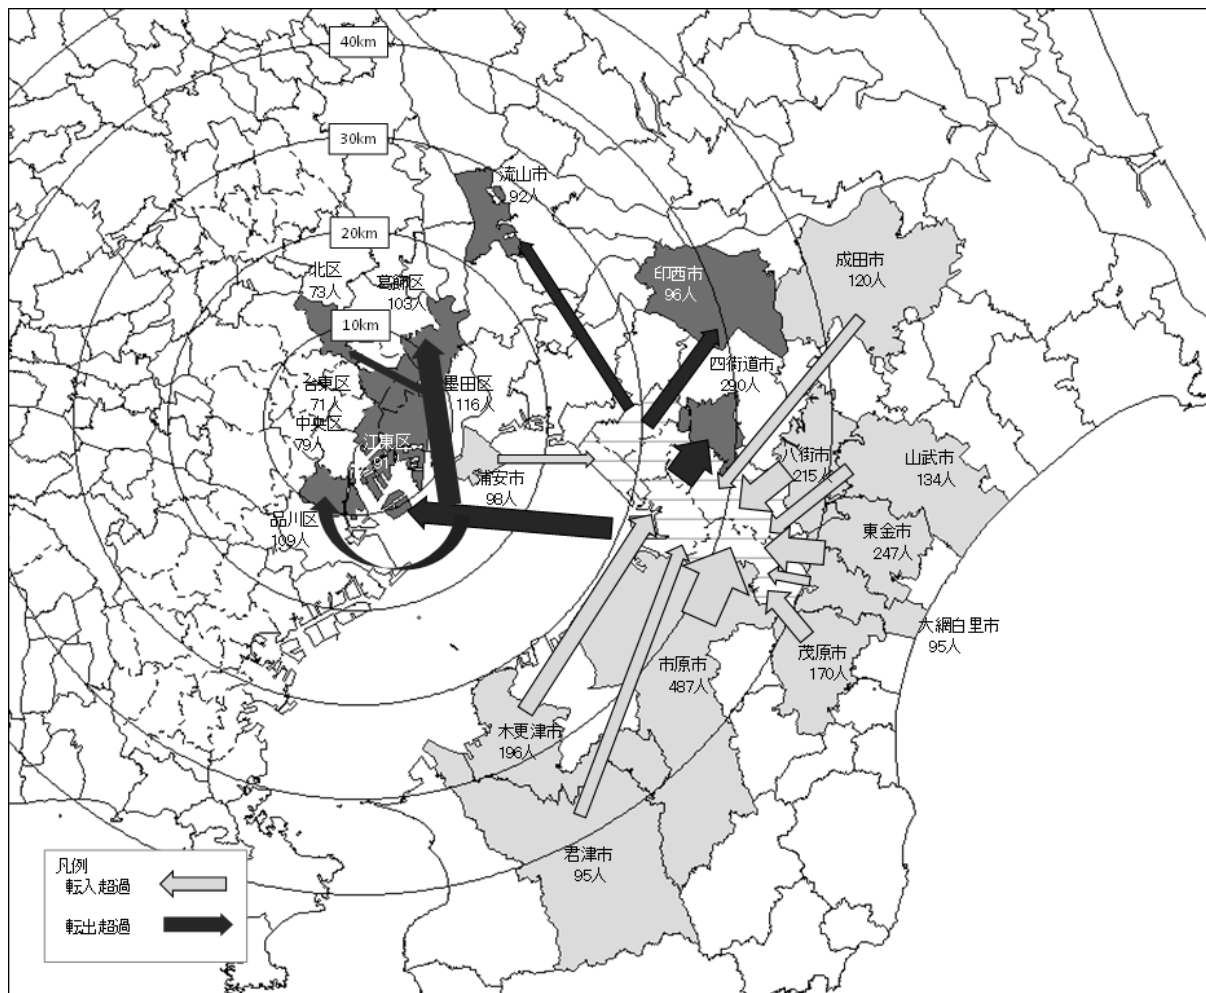 40km
30km
流山市
92人
20km
成田市
120人
北区
73人
葛飾区
103人
印西市
96人
10km
四街道市
290人
台東区
71人
墨田区
116人
中央区
79人
江東区
91人
八街市
215人
山武市
134人
浦安市
98人
品川区
109人
東金市
247人
大網白里市
95人
茂原市
170人
市原市
487人
木更津市
196人
君津市
95人
凡例
転入超過
転出超過